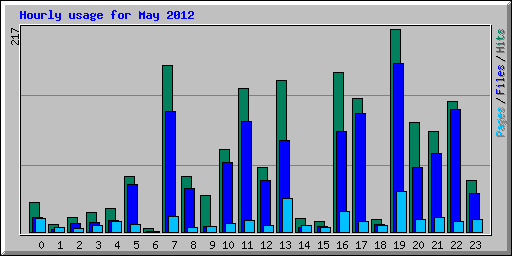 Hourly usage for May 2012
217
Pages / Files / Hits
0 1 2 3 4 5 6 7 8 9 10 11 12 13 14 15 16 17 18 19 20 21 22 23